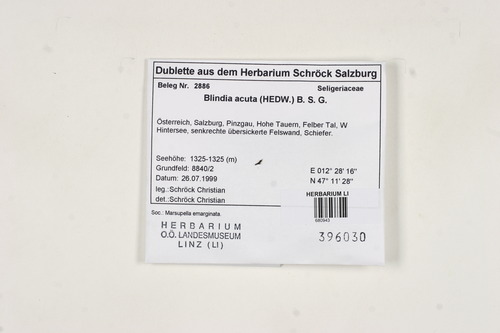 Dublette aus dem Herbarium Schröck Salzburg
Beleg Nr. 2886 Seligeriaceae
Blindia acuta (HEDW.) B. S. G.
Österreich, Salzburg, Pinzgau, Hohe Tauern, Felber Tal, W
Hintersee, senkrechte übersickerte Felswand, Schiefer.
Seehöhe: 1325-1325 (m)
Grundfeld: 8840/2 E 012° 28' 16"
Datum: 26.07.1999 N 47° 11' 28"
leg.:Schröck Christian
det.:Schröck Christian
HERBARIUM LI
680943
Soc.: Marsupella emarginata.
HERBARIUM
O.Ö. LANDESMUSEUM
LINZ (LI)
396030